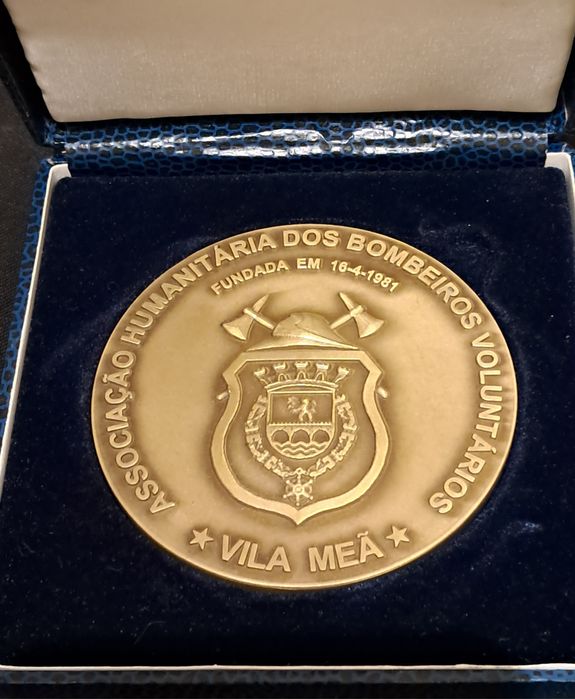 ASSOCIAÇÃO HUMANITÁRIA DOS BOMBEIROS VOLUNTÁRIOS
FUNDADA EM 16-4-1981
★ VILA MEÃ ★